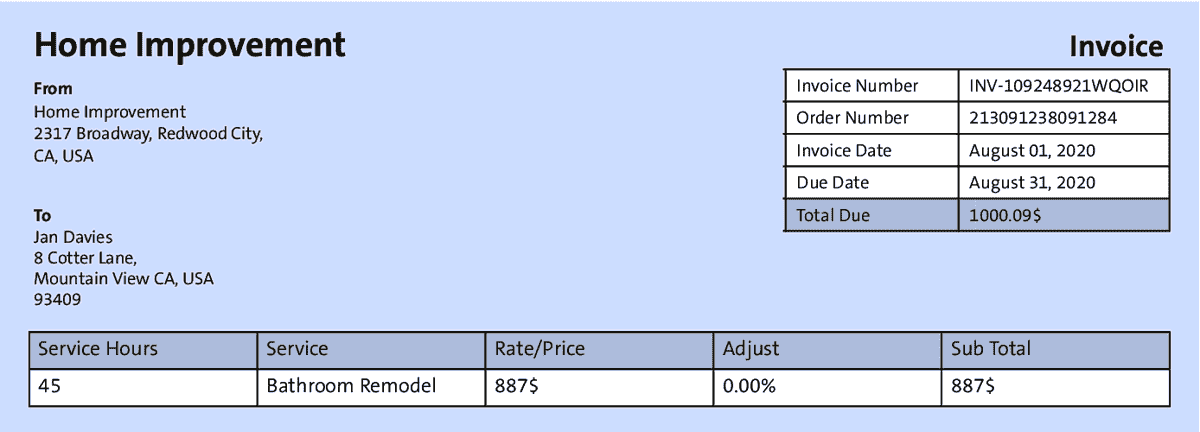 Home Improvement
Invoice
From
Home Improvement
2317 Broadway, Redwood City,
CA, USA
Invoice Number INV-109248921WQOIR
Order Number 213091238091284
Invoice Date August 01, 2020
Due Date August 31, 2020
Total Due 1000.09$
To
Jan Davies
8 Cotter Lane,
Mountain View CA, USA
93409
Service Hours Service Rate/Price Adjust Sub Total
45 Bathroom Remodel 887$ 0.00% 887$